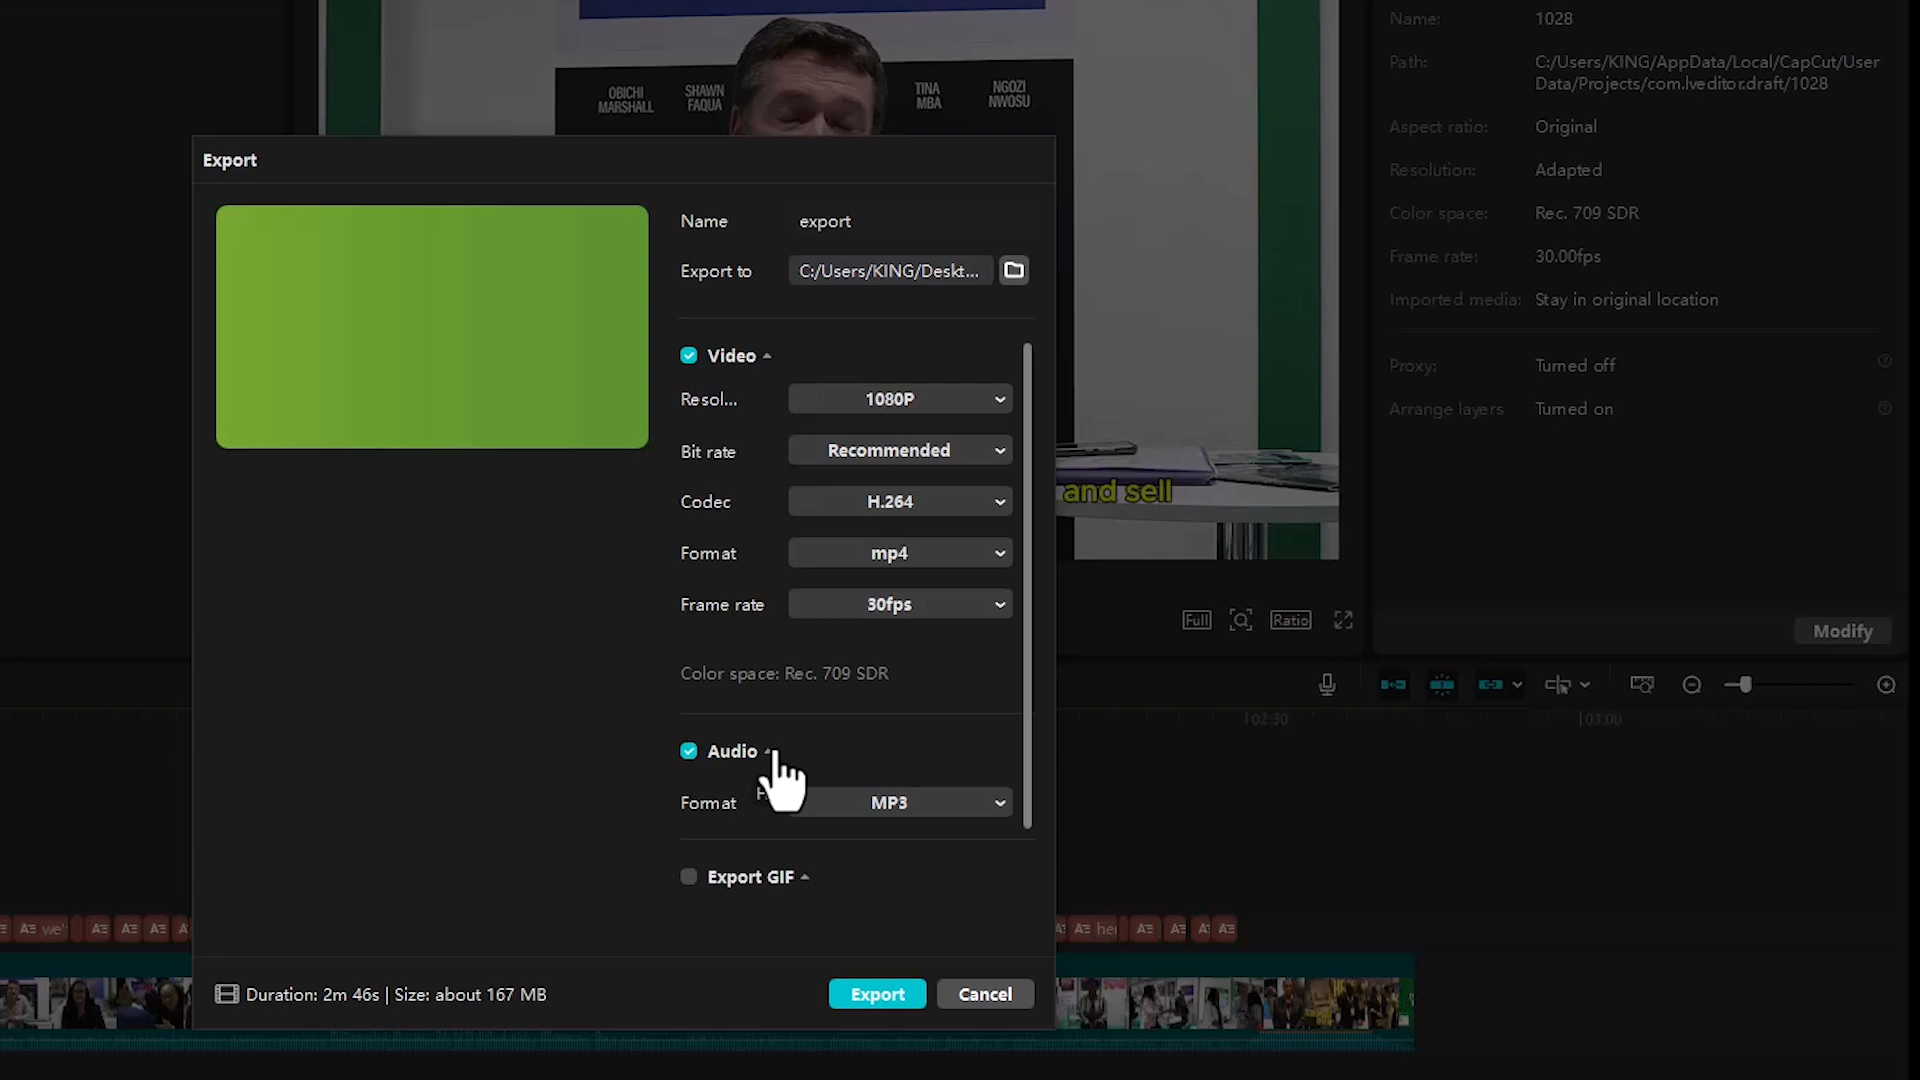 Name: 1028
Path: C:/Users/KING/AppData/Local/CapCut/User
Data/Projects/com.lveditor.draft/1028
Aspect ratio: Original
Resolution: Adapted
Color space: Rec. 709 SDR
Frame rate: 30.00fps
Imported media: Stay in original location
Proxy: Turned off
Arrange layers Turned on
Modify
OBICHI
MARSHALL
SHAWN
FAQUA
TINA
MBA
NGOZI
NWOSU
and sell
Full
Ratio
Export
Name export
Export to C:/Users/KING/Deskt...
Video
Resol... 1080P
Bit rate Recommended
Codec H.264
Format mp4
Frame rate 30fps
Color space: Rec. 709 SDR
Audio
Format MP3
Export GIF
Duration: 2m 46s | Size: about 167 MB
Export
Cancel
02:30
03:00
we'